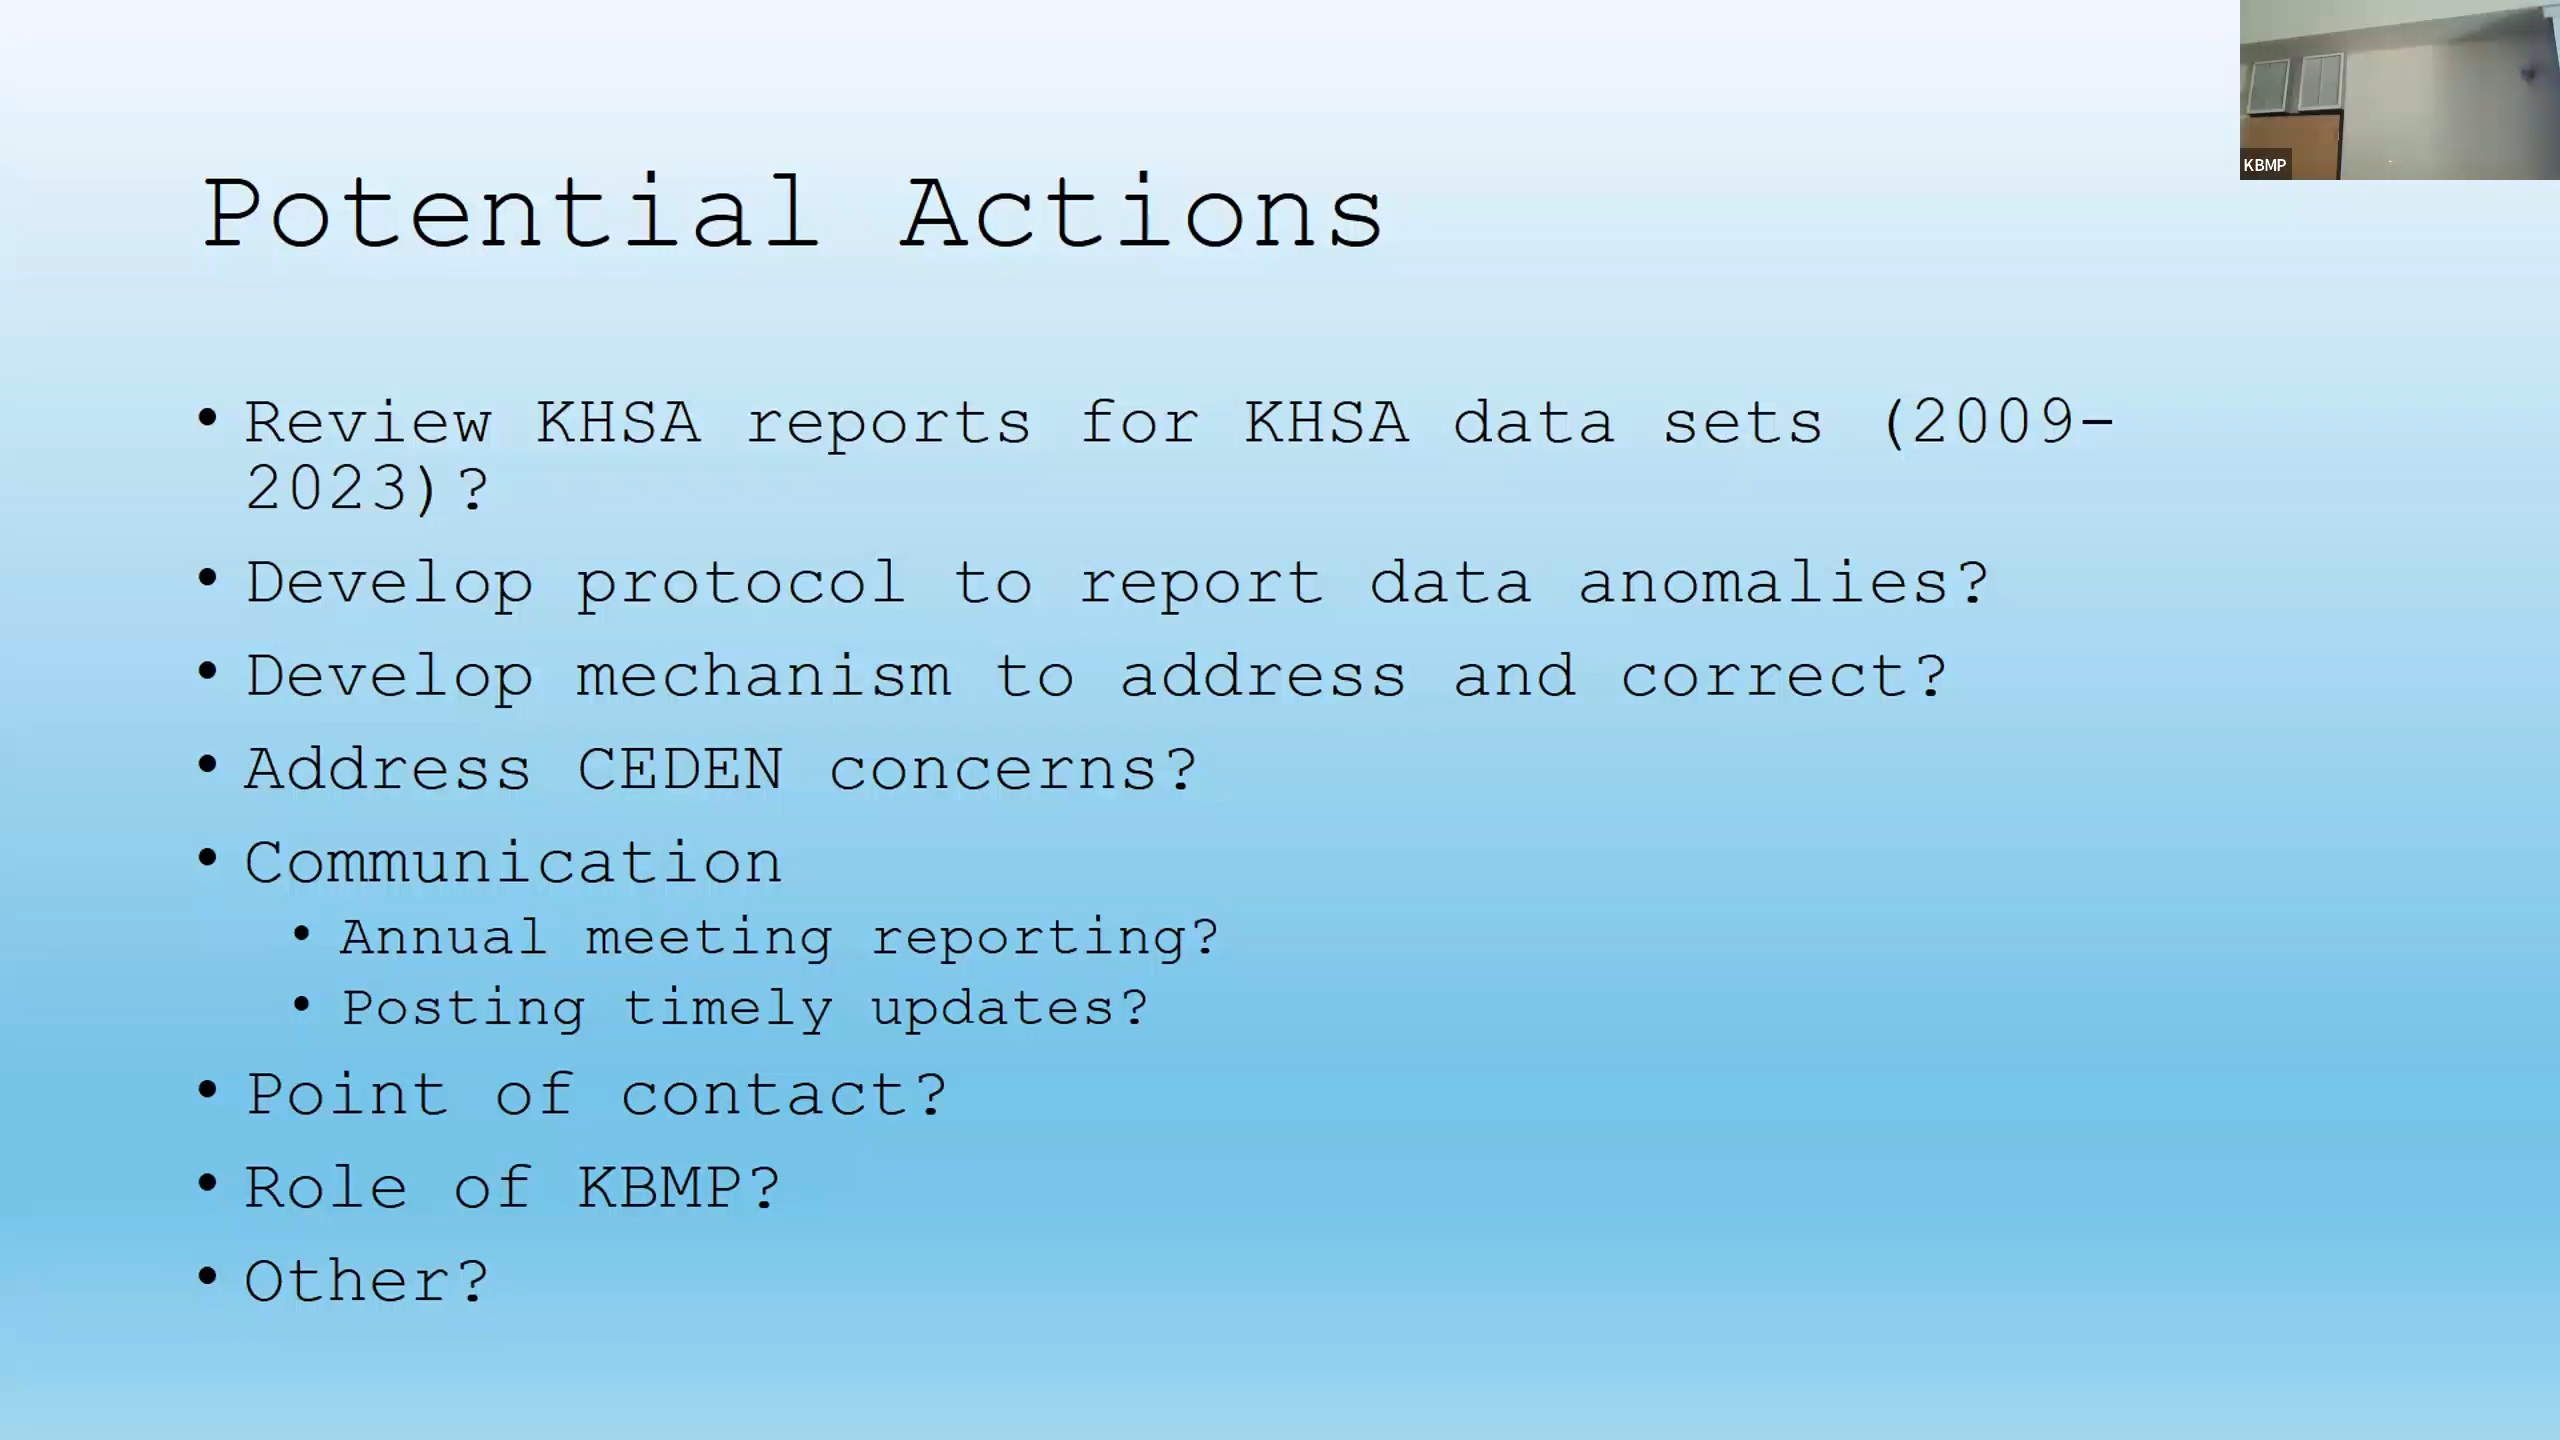 KBMP
Potential Actions
• Review KHSA reports for KHSA data sets (2009-
2023)?
• Develop protocol to report data anomalies?
• Develop mechanism to address and correct?
• Address CEDEN concerns?
• Communication
• Annual meeting reporting?
• Posting timely updates?
• Point of contact?
• Role of KBMP?
• Other?